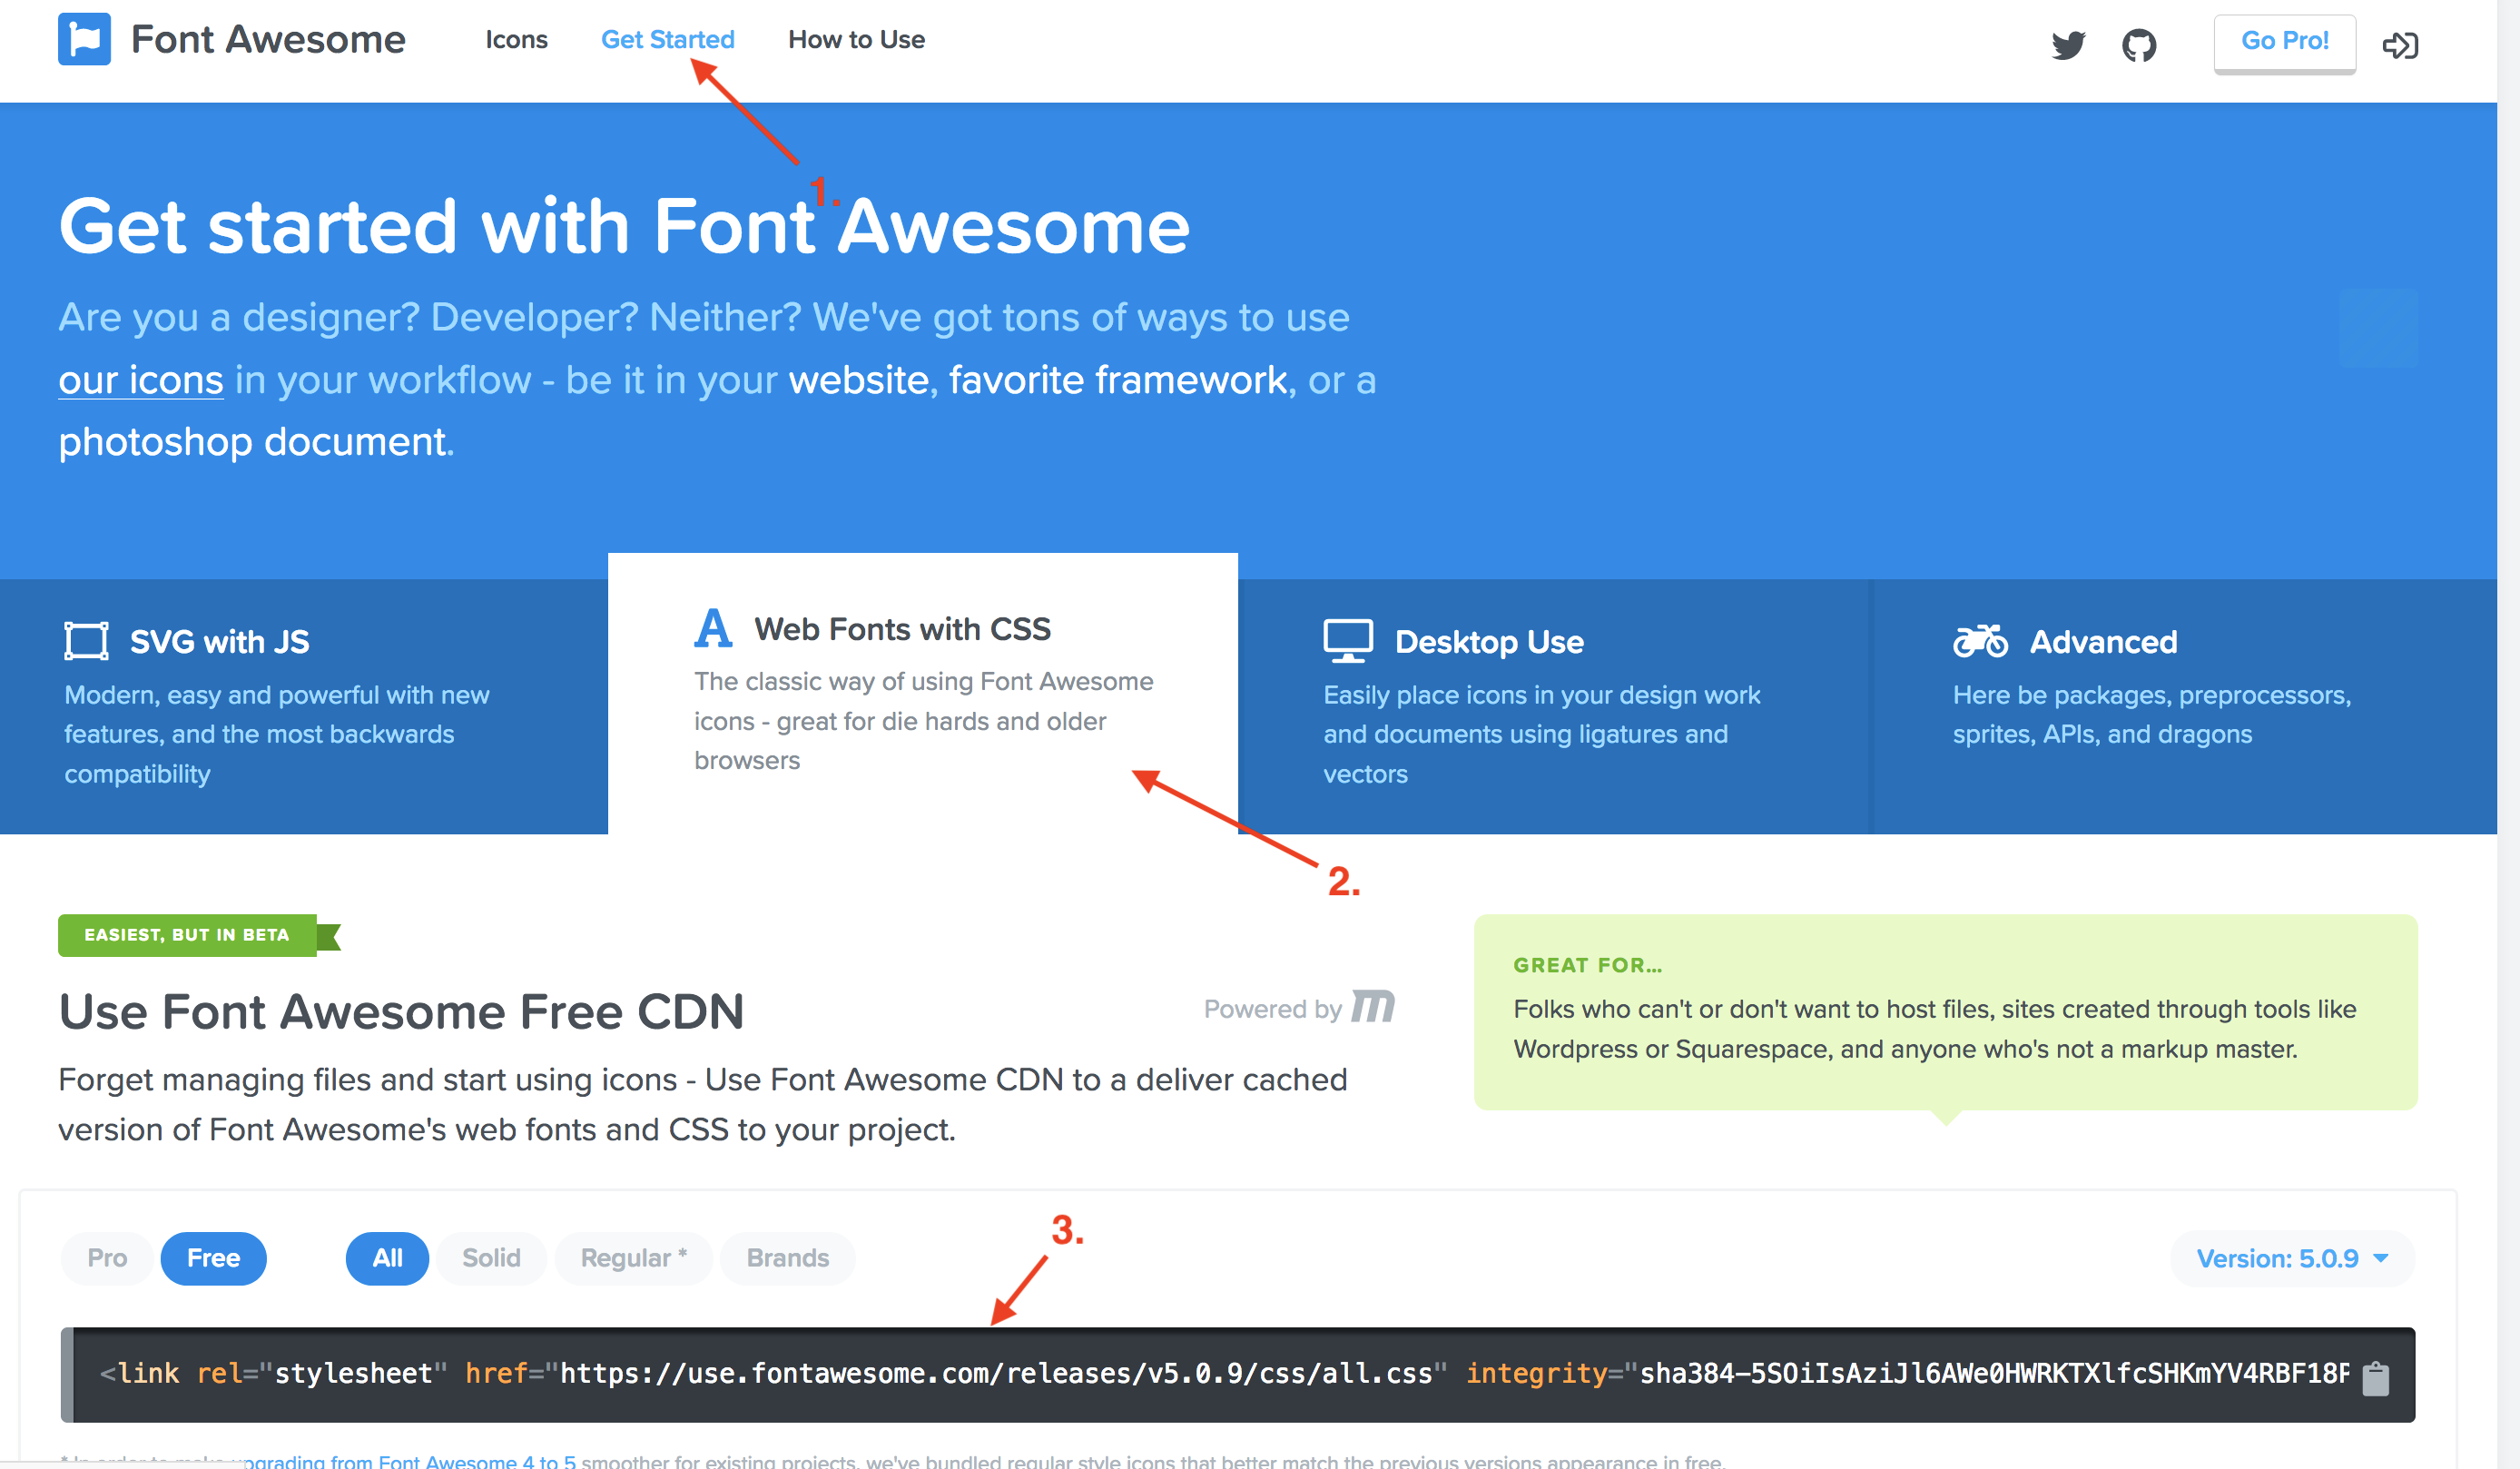 Font Awesome Icons Get Started How to Use Go Pro!
1.
Get started with Font Awesome
Are you a designer? Developer? Neither? We've got tons of ways to use
our icons in your workflow - be it in your website, favorite framework, or a
photoshop document.
SVG with JS
Modern, easy and powerful with new
features, and the most backwards
compatibility
Web Fonts with CSS
The classic way of using Font Awesome
icons - great for die hards and older
browsers
Desktop Use
Easily place icons in your design work
and documents using ligatures and
vectors
Advanced
Here be packages, preprocessors,
sprites, APIs, and dragons
2.
EASIEST, BUT IN BETA
Use Font Awesome Free CDN
Powered by m
Forget managing files and start using icons - Use Font Awesome CDN to a deliver cached
version of Font Awesome's web fonts and CSS to your project.
GREAT FOR...
Folks who can't or don't want to host files, sites created through tools like
Wordpress or Squarespace, and anyone who's not a markup master.
3.
Pro Free All Solid Regular * Brands Version: 5.0.9
<link rel="stylesheet" href="https://use.fontawesome.com/releases/v5.0.9/css/all.css" integrity="sha384-5SOiIsAziJl6AWe0HWRKTXlfcSHKmYV4RBF18P
* In order to make upgrading from Font Awesome 4 to 5 smoother for existing projects, we've bundled regular style icons that better match the previous versions appearance in free.